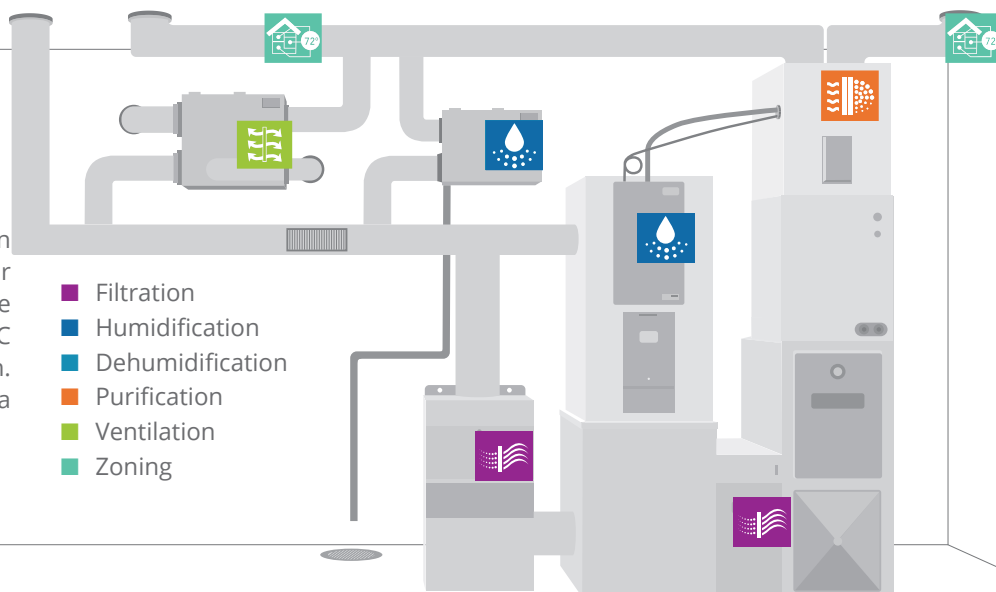 72°
72°
n
r
e
C
n.
a
Filtration
Humidification
Dehumidification
Purification
Ventilation
Zoning